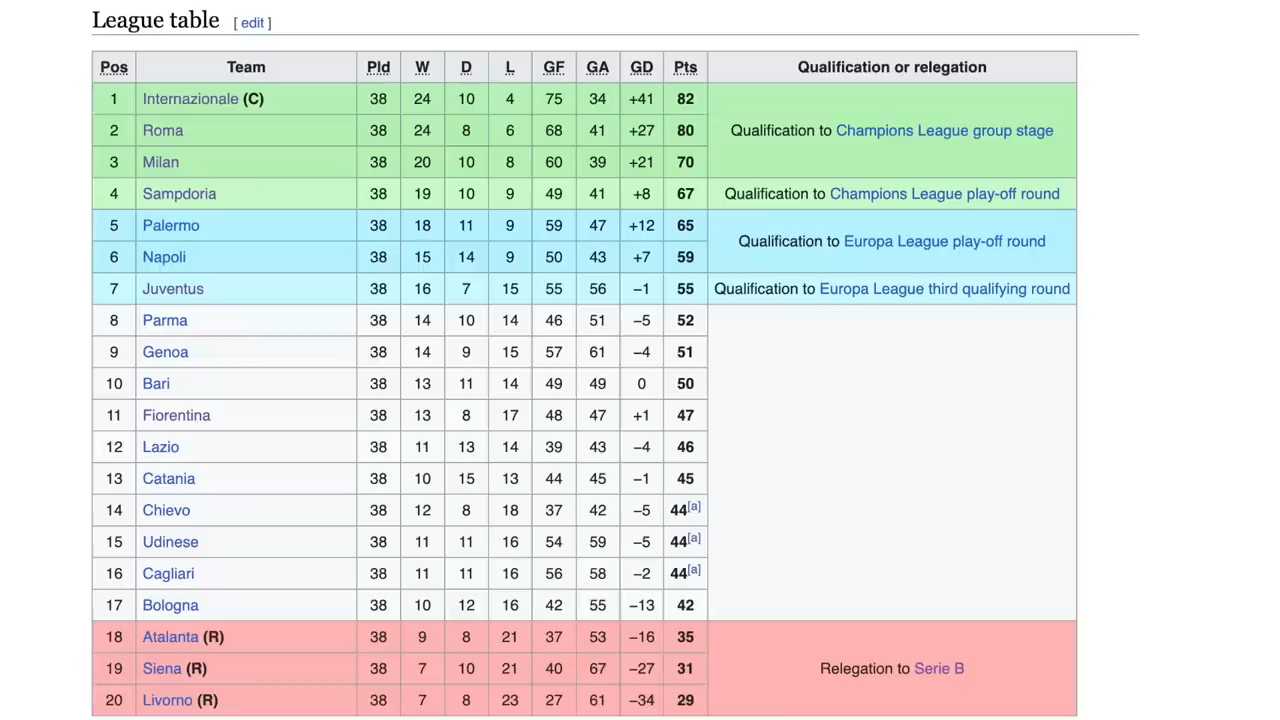 League table [ edit ]
Pos Team Pld W D L GF GA GD Pts Qualification or relegation
1 Internazionale (C) 38 24 10 4 75 34 +41 82
2 Roma 38 24 8 6 68 41 +27 80 Qualification to Champions League group stage
3 Milan 38 20 10 8 60 39 +21 70
4 Sampdoria 38 19 10 9 49 41 +8 67 Qualification to Champions League play-off round
5 Palermo 38 18 11 9 59 47 +12 65
Qualification to Europa League play-off round
6 Napoli 38 15 14 9 50 43 +7 59
7 Juventus 38 16 7 15 55 56 −1 55 Qualification to Europa League third qualifying round
8 Parma 38 14 10 14 46 51 −5 52
9 Genoa 38 14 9 15 57 61 −4 51
10 Bari 38 13 11 14 49 49 0 50
11 Fiorentina 38 13 8 17 48 47 +1 47
12 Lazio 38 11 13 14 39 43 −4 46
13 Catania 38 10 15 13 44 45 −1 45
14 Chievo 38 12 8 18 37 42 −5 44[a]
15 Udinese 38 11 11 16 54 59 −5 44[a]
16 Cagliari 38 11 11 16 56 58 −2 44[a]
17 Bologna 38 10 12 16 42 55 −13 42
18 Atalanta (R) 38 9 8 21 37 53 −16 35
19 Siena (R) 38 7 10 21 40 67 −27 31 Relegation to Serie B
20 Livorno (R) 38 7 8 23 27 61 −34 29